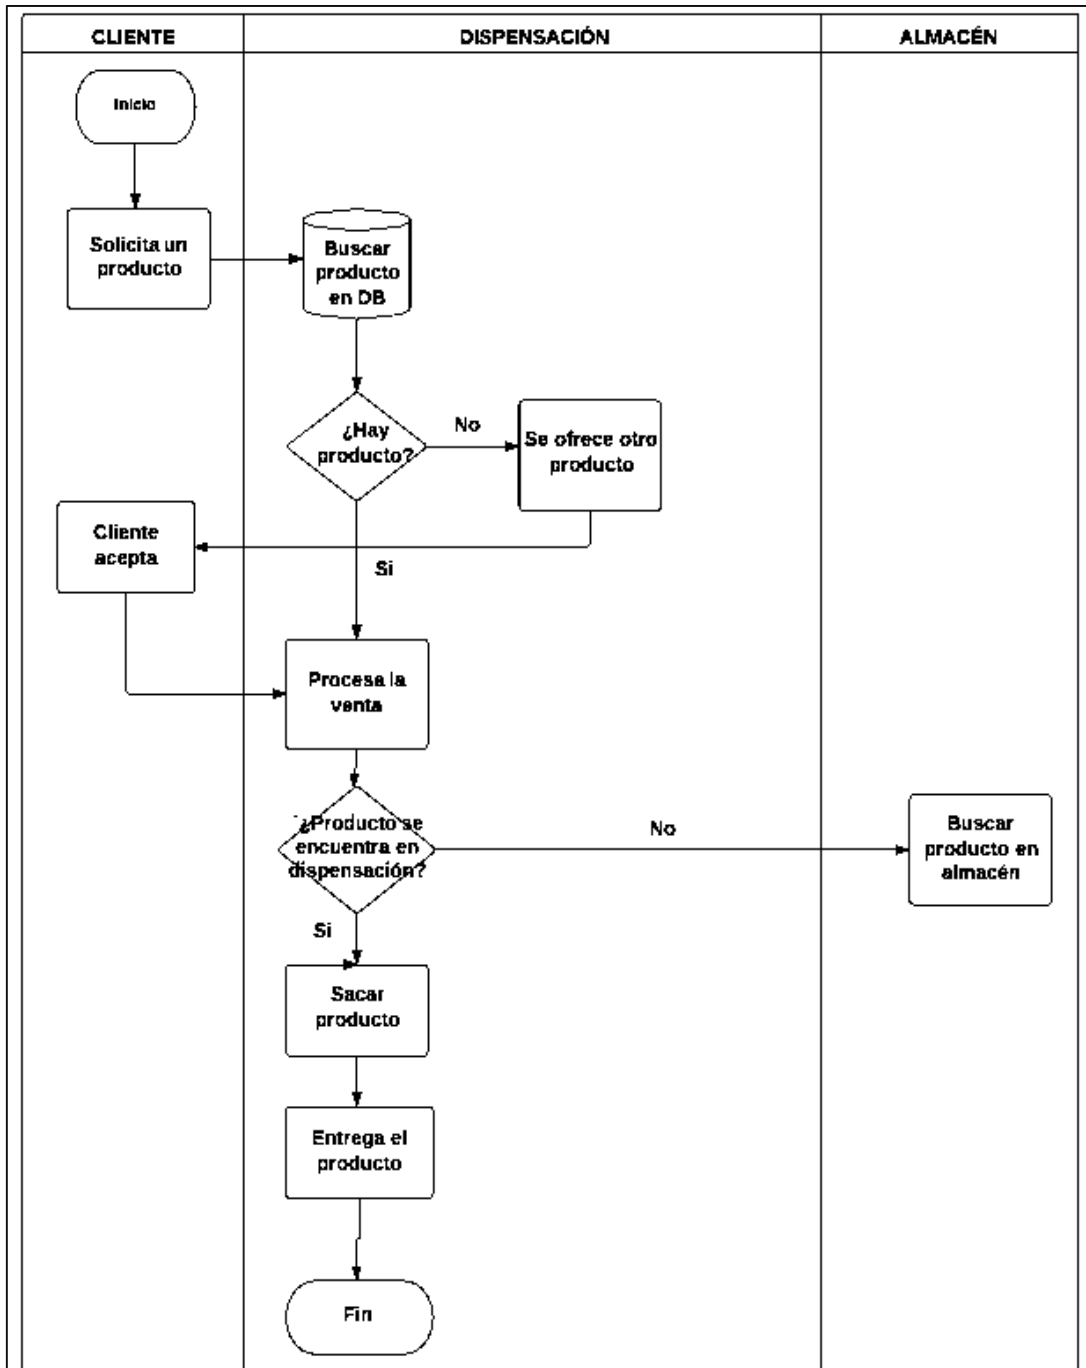 CLIENTE
DISPENSACIÓN
ALMACÉN
Inicio
Solicita un
producto
Buscar
producto
en DB
¿Hay
producto?
No
Se ofrece otro
producto
Cliente
acepta
Si
Procesa la
venta
¿Producto se
encuentra en
dispensación?
No
Buscar
producto en
almacén
Si
Sacar
producto
Entrega el
producto
Fin